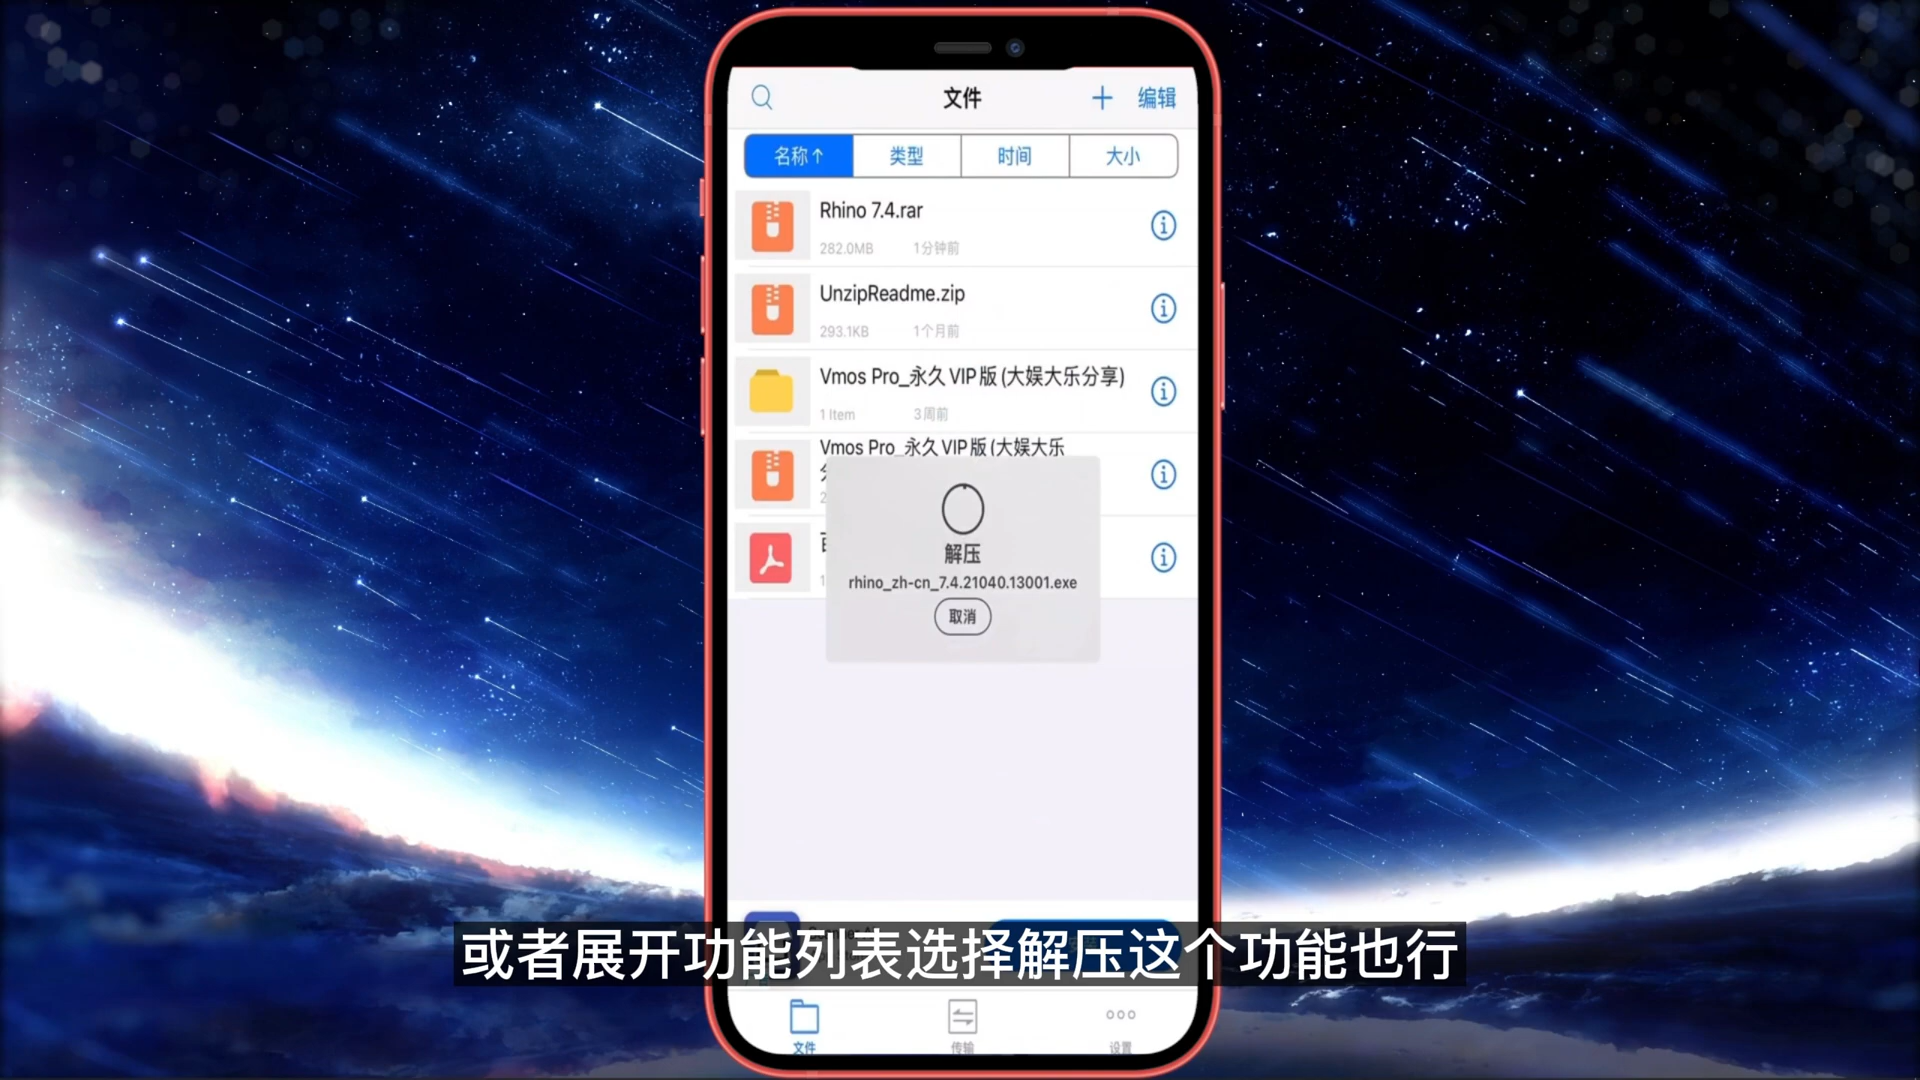 文件
编辑
名称↑
类型
时间
大小
Rhino 7.4.rar
282.0MB 1分钟前
UnzipReadme.zip
293.1KB 1个月前
Vmos Pro_永久VIP版(大娱大乐分享)
1 Item 3周前
Vmos Pro_永久VIP版(大娱大乐
解压
rhino_zh-cn_7.4.21040.13001.exe
取消
或者展开功能列表选择解压这个功能也行
文件
传输
设置